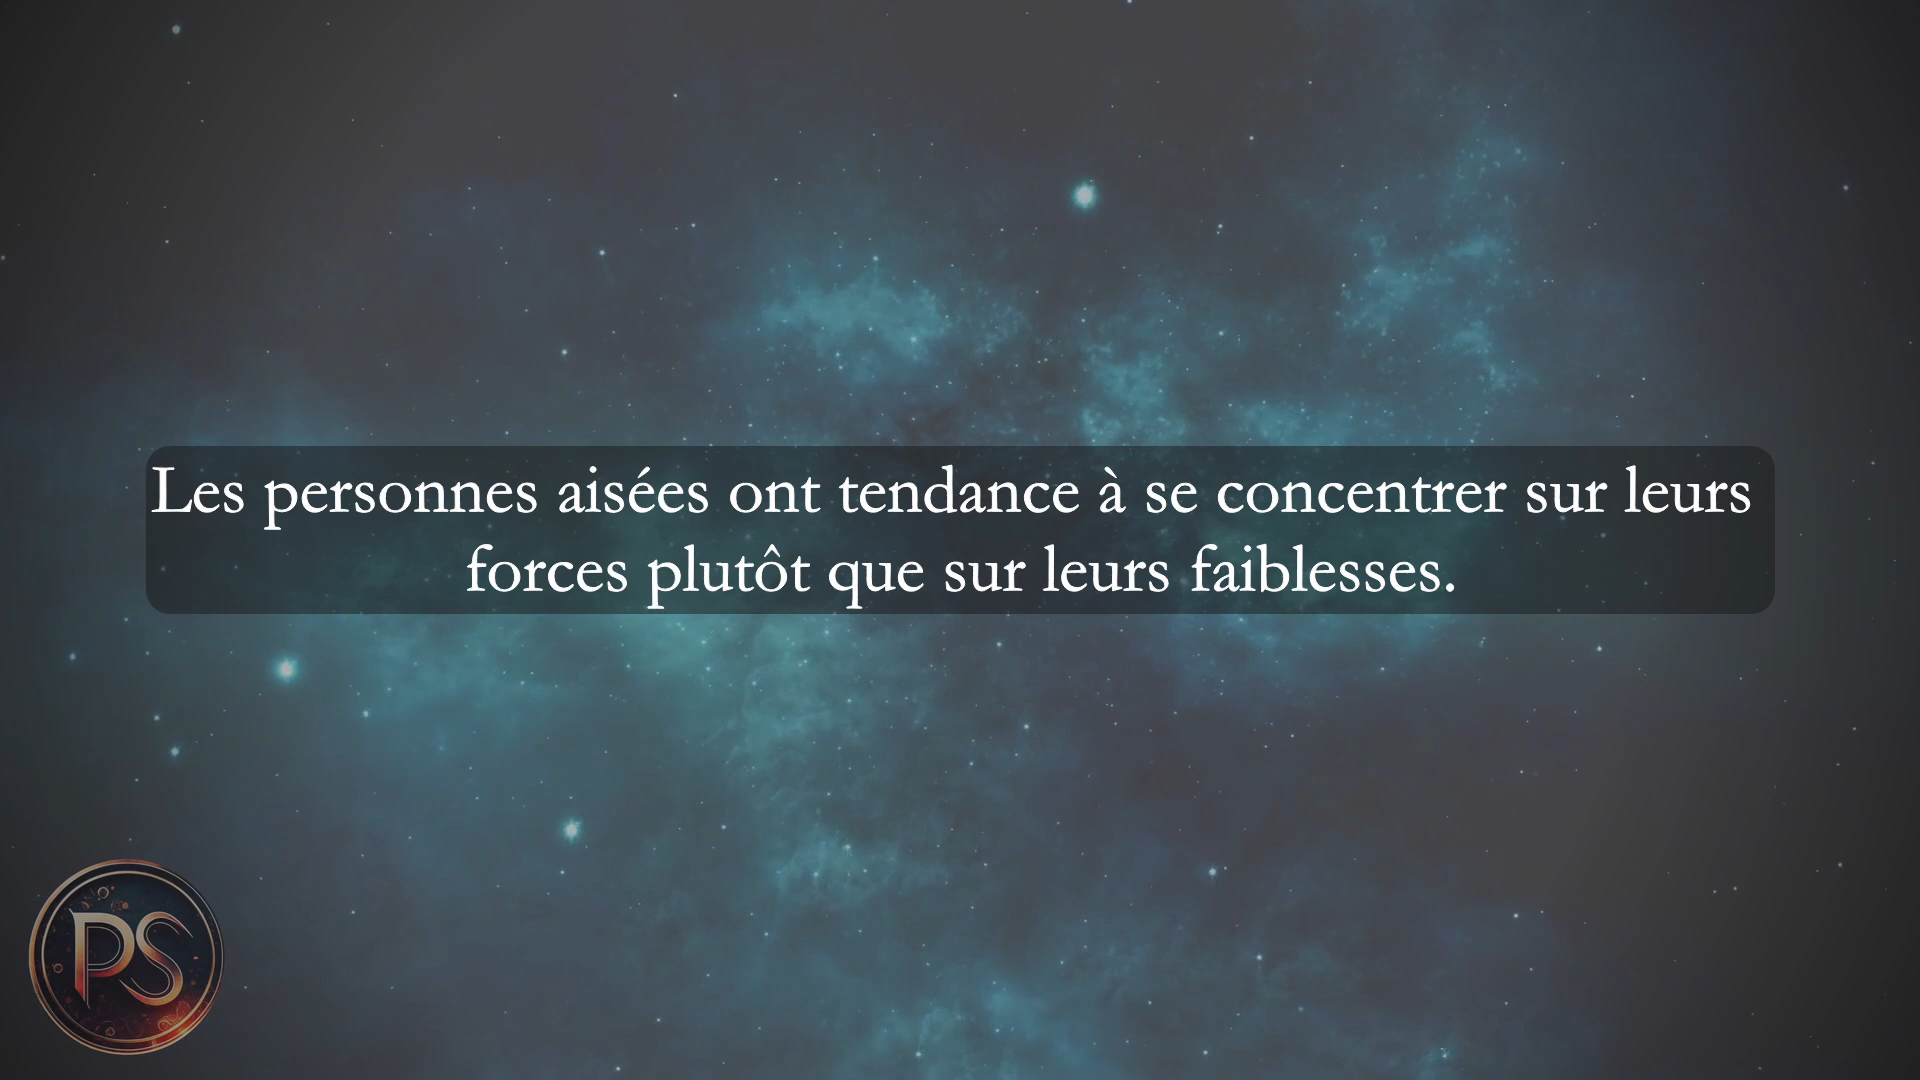 Les personnes aisées ont tendance à se concentrer sur leurs
forces plutôt que sur leurs faiblesses.
PS